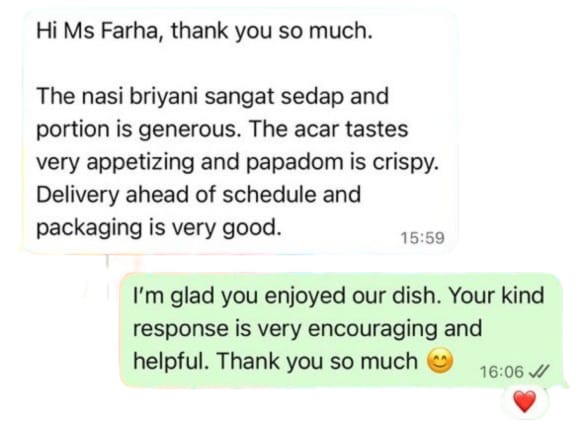 Hi Ms Farha, thank you so much.
The nasi briyani sangat sedap and
portion is generous. The acar tastes
very appetizing and papadom is crispy.
Delivery ahead of schedule and
packaging is very good.
15:59
I'm glad you enjoyed our dish. Your kind
response is very encouraging and
helpful. Thank you so much 😊
16:06